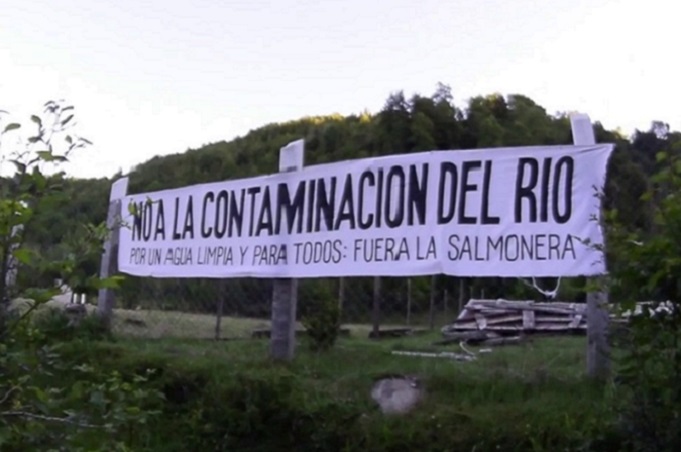 NO A LA CONTAMINACION DEL RIO
POR UN AGUA LIMPIA Y PARA TODOS: FUERA LA SALMONERA